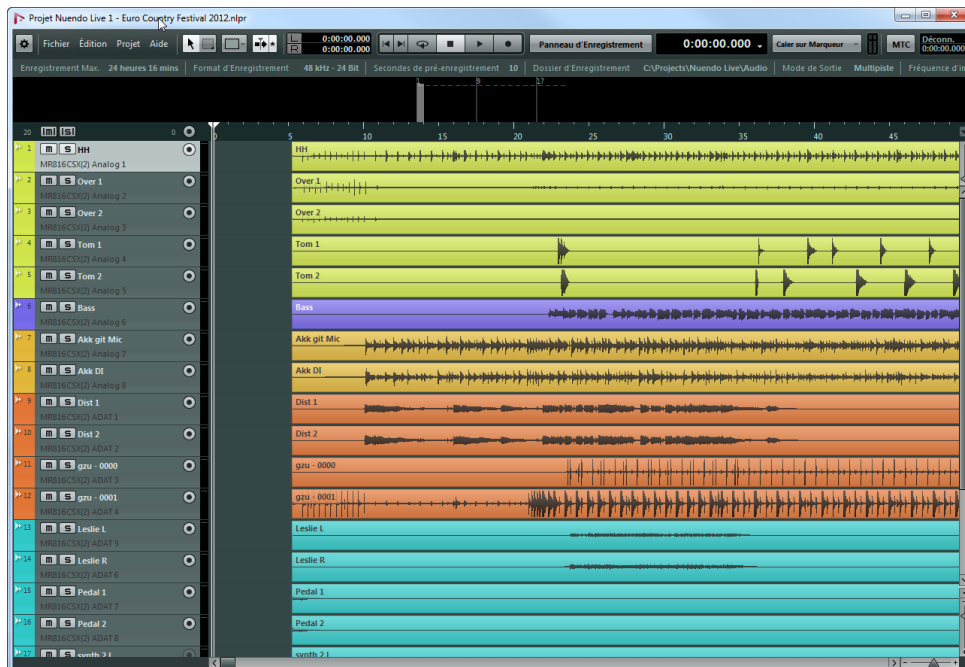 Projet Nuendo Live 1 - Euro Country Festival 2012.nlpr
Fichier Édition Projet Aide L R 0:00:00.000 0:00:00.000 Panneau d'Enregistrement 0:00:00.000 Caler sur Marqueur MTC Déconn. 0:00:00.000
Enregistrement Max. 24 heures 16 mins Format d'Enregistrement 48 kHz - 24 Bit Secondes de pré-enregistrement 10 Dossier d'Enregistrement C:\Projects\Nuendo Live\Audio Mode de Sortie Multipiste Fréquence d'im
1 9 17
20 m S 0 0 5 10 15 20 25 30 35 40 45
1 m S HH HH
MR816CSX(2) Analog 1
2 m S Over 1 Over 1
MR816CSX(2) Analog 2
3 m S Over 2 Over 2
MR816CSX(2) Analog 3
4 m S Tom 1 Tom 1
MR816CSX(2) Analog 4
5 m S Tom 2 Tom 2
MR816CSX(2) Analog 5
6 m S Bass Bass
MR816CSX(2) Analog 6
7 m S Akk git Mic Akk git Mic
MR816CSX(2) Analog 7
8 m S Akk DI Akk DI
MR816CSX(2) Analog 8
9 m S Dist 1 Dist 1
MR816CSX(2) ADAT 1
10 m S Dist 2 Dist 2
MR816CSX(2) ADAT 2
11 m S gzu - 0000 gzu - 0000
MR816CSX(2) ADAT 3
12 m S gzu - 0001 gzu - 0001
MR816CSX(2) ADAT 4
13 m S Leslie L Leslie L
MR816CSX(2) ADAT 5
14 m S Leslie R Leslie R
MR816CSX(2) ADAT 6
15 m S Pedal 1 Pedal 1
MR816CSX(2) ADAT 7
16 m S Pedal 2 Pedal 2
MR816CSX(2) ADAT 8
17 m S synth 2 L synth 2 L